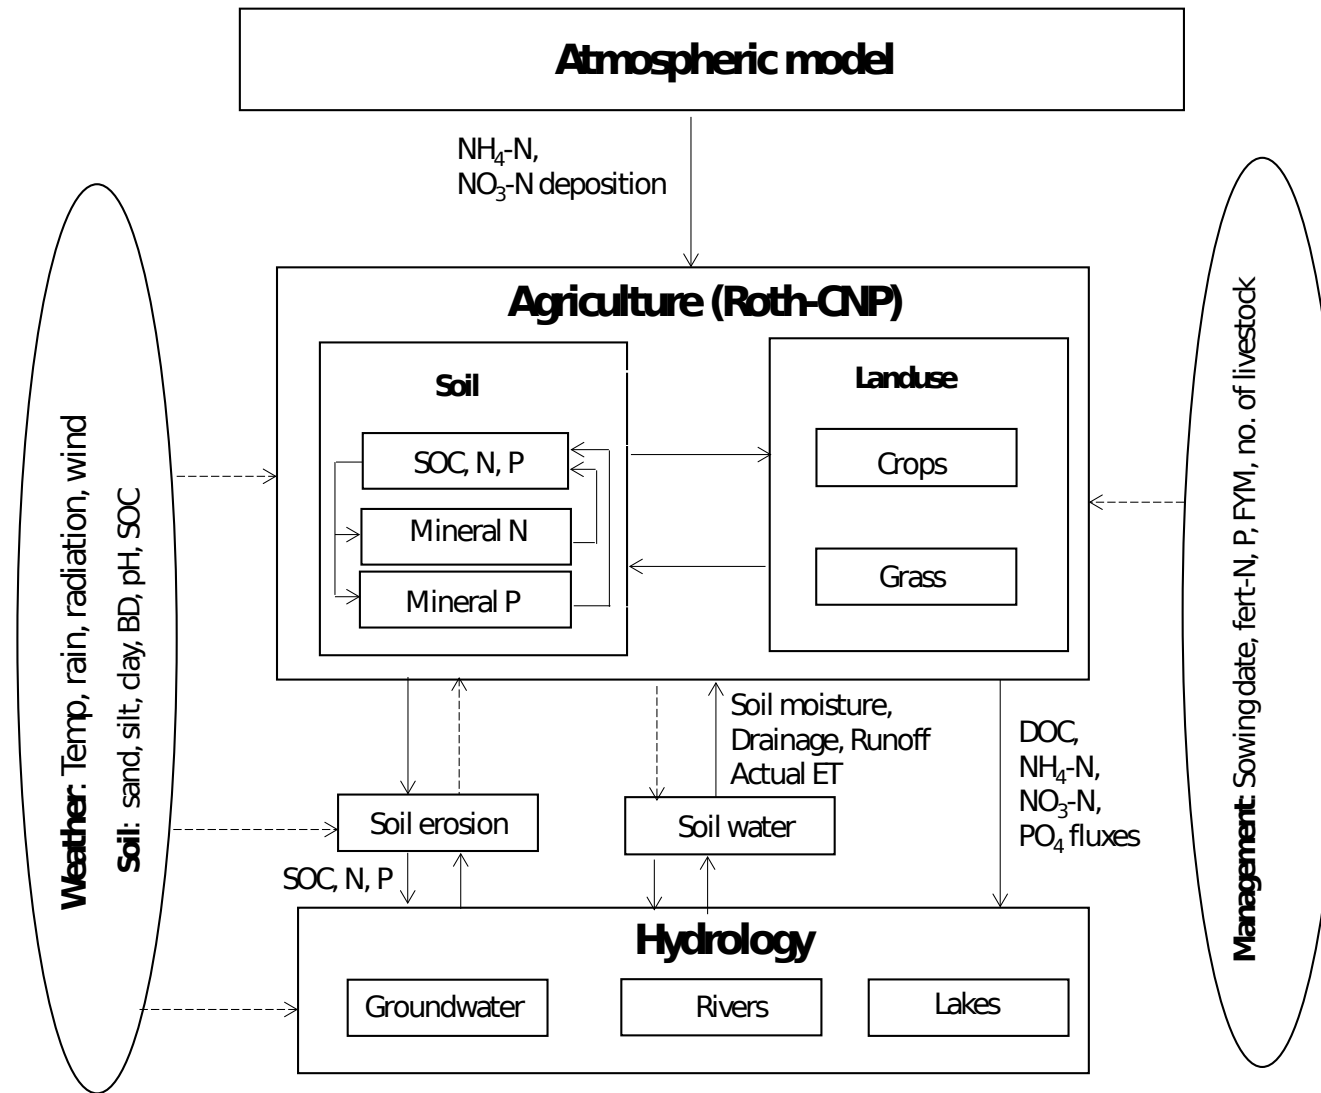 Atmospheric model
NH₄-N,
NO₃-N deposition
Agriculture (Roth-CNP)
Soil
SOC, N, P
Mineral N
Mineral P
Landuse
Crops
Grass
Weather: Temp, rain, radiation, wind
Soil: sand, silt, clay, BD, pH, SOC
Management: Sowing date, fert-N, P, FYM, no. of livestock
Soil moisture,
Drainage, Runoff
Actual ET
DOC,
NH₄-N,
NO₃-N,
PO₄ fluxes
Soil erosion
Soil water
SOC, N, P
Hydrology
Groundwater
Rivers
Lakes